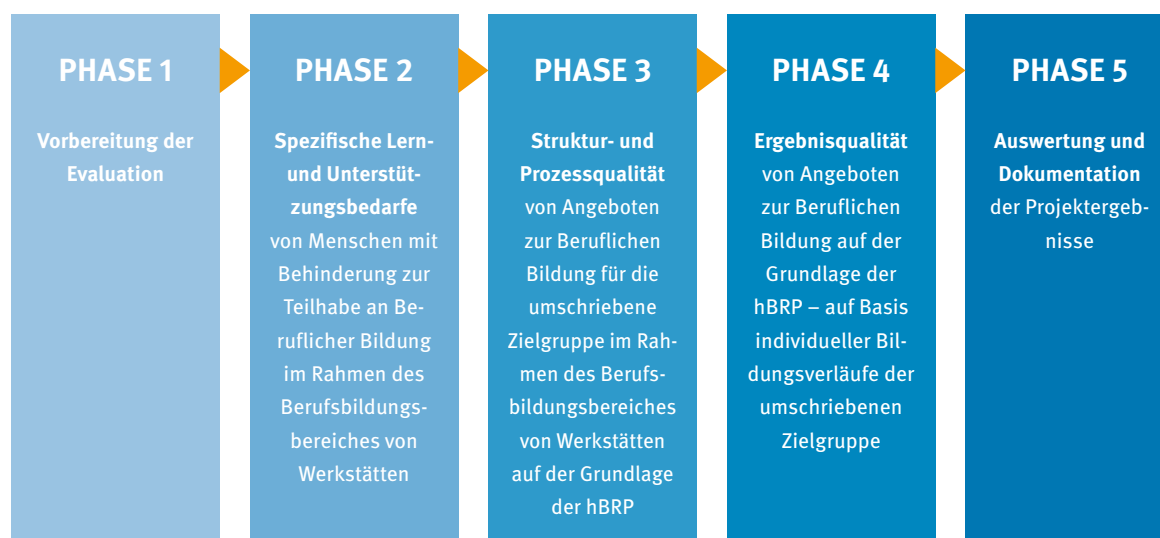 PHASE 1
Vorbereitung der
Evaluation
PHASE 2
Spezifische Lern-
und Unterstüt-
zungsbedarfe
von Menschen mit
Behinderung zur
Teilhabe an Be-
ruflicher Bildung
im Rahmen des
Berufsbildungs-
bereiches von
Werkstätten
PHASE 3
Struktur- und
Prozessqualität
von Angeboten
zur Beruflichen
Bildung für die
umschriebene
Zielgruppe im Rah-
men des Berufs-
bildungsbereiches
von Werkstätten
auf der Grundlage
der hBRP
PHASE 4
Ergebnisqualität
von Angeboten
zur Beruflichen
Bildung auf der
Grundlage der
hBRP – auf Basis
individueller Bil-
dungsverläufe der
umschriebenen
Zielgruppe
PHASE 5
Auswertung und
Dokumentation
der Projektergeb-
nisse